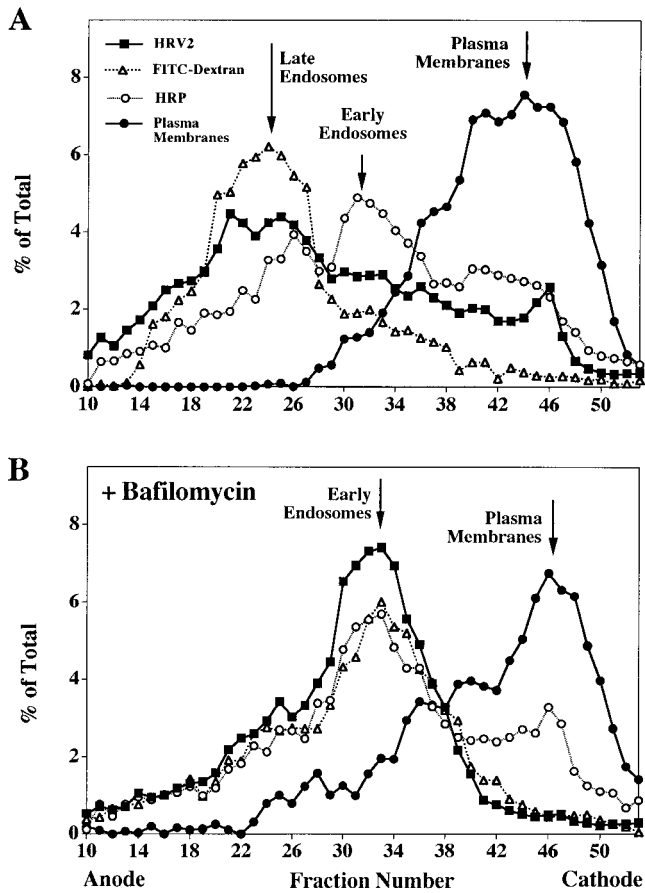 A
HRV2
FITC-Dextran
HRP
Plasma
Membranes
Late
Endosomes
Early
Endosomes
Plasma
Membranes
% of Total
8
6
4
2
0
10 14 18 22 26 30 34 38 42 46 50
B
+ Bafilomycin
Early
Endosomes
Plasma
Membranes
% of Total
8
6
4
2
0
10 14 18 22 26 30 34 38 42 46 50
Anode Fraction Number Cathode